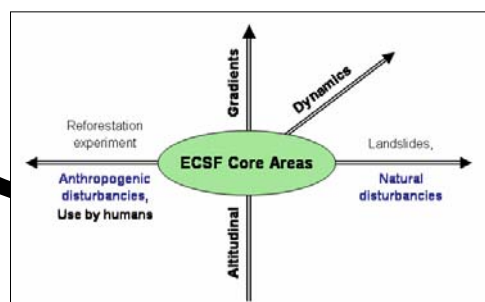 Gradients
Dynamics
Reforestation
experiment
ECSF Core Areas
Landslides,
Anthropogenic
disturbancies,
Use by humans
Natural
disturbancies
Altitudinal